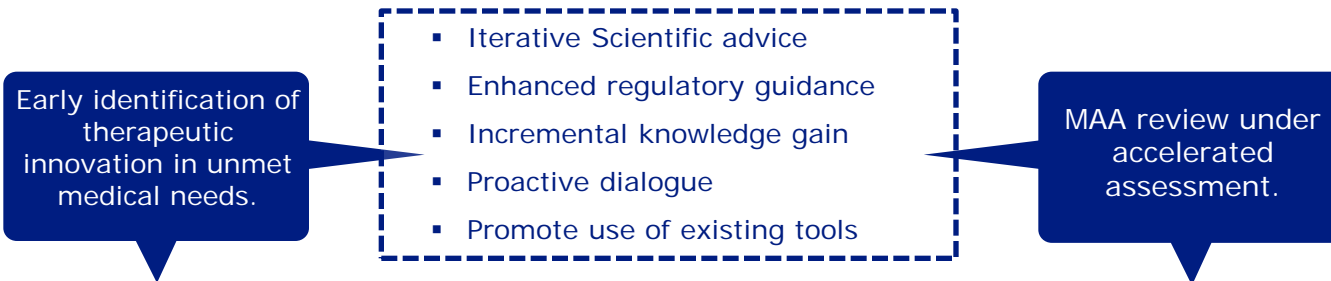 Early identification of
therapeutic
innovation in unmet
medical needs.
▪ Iterative Scientific advice
▪ Enhanced regulatory guidance
▪ Incremental knowledge gain
▪ Proactive dialogue
▪ Promote use of existing tools
MAA review under
accelerated
assessment.